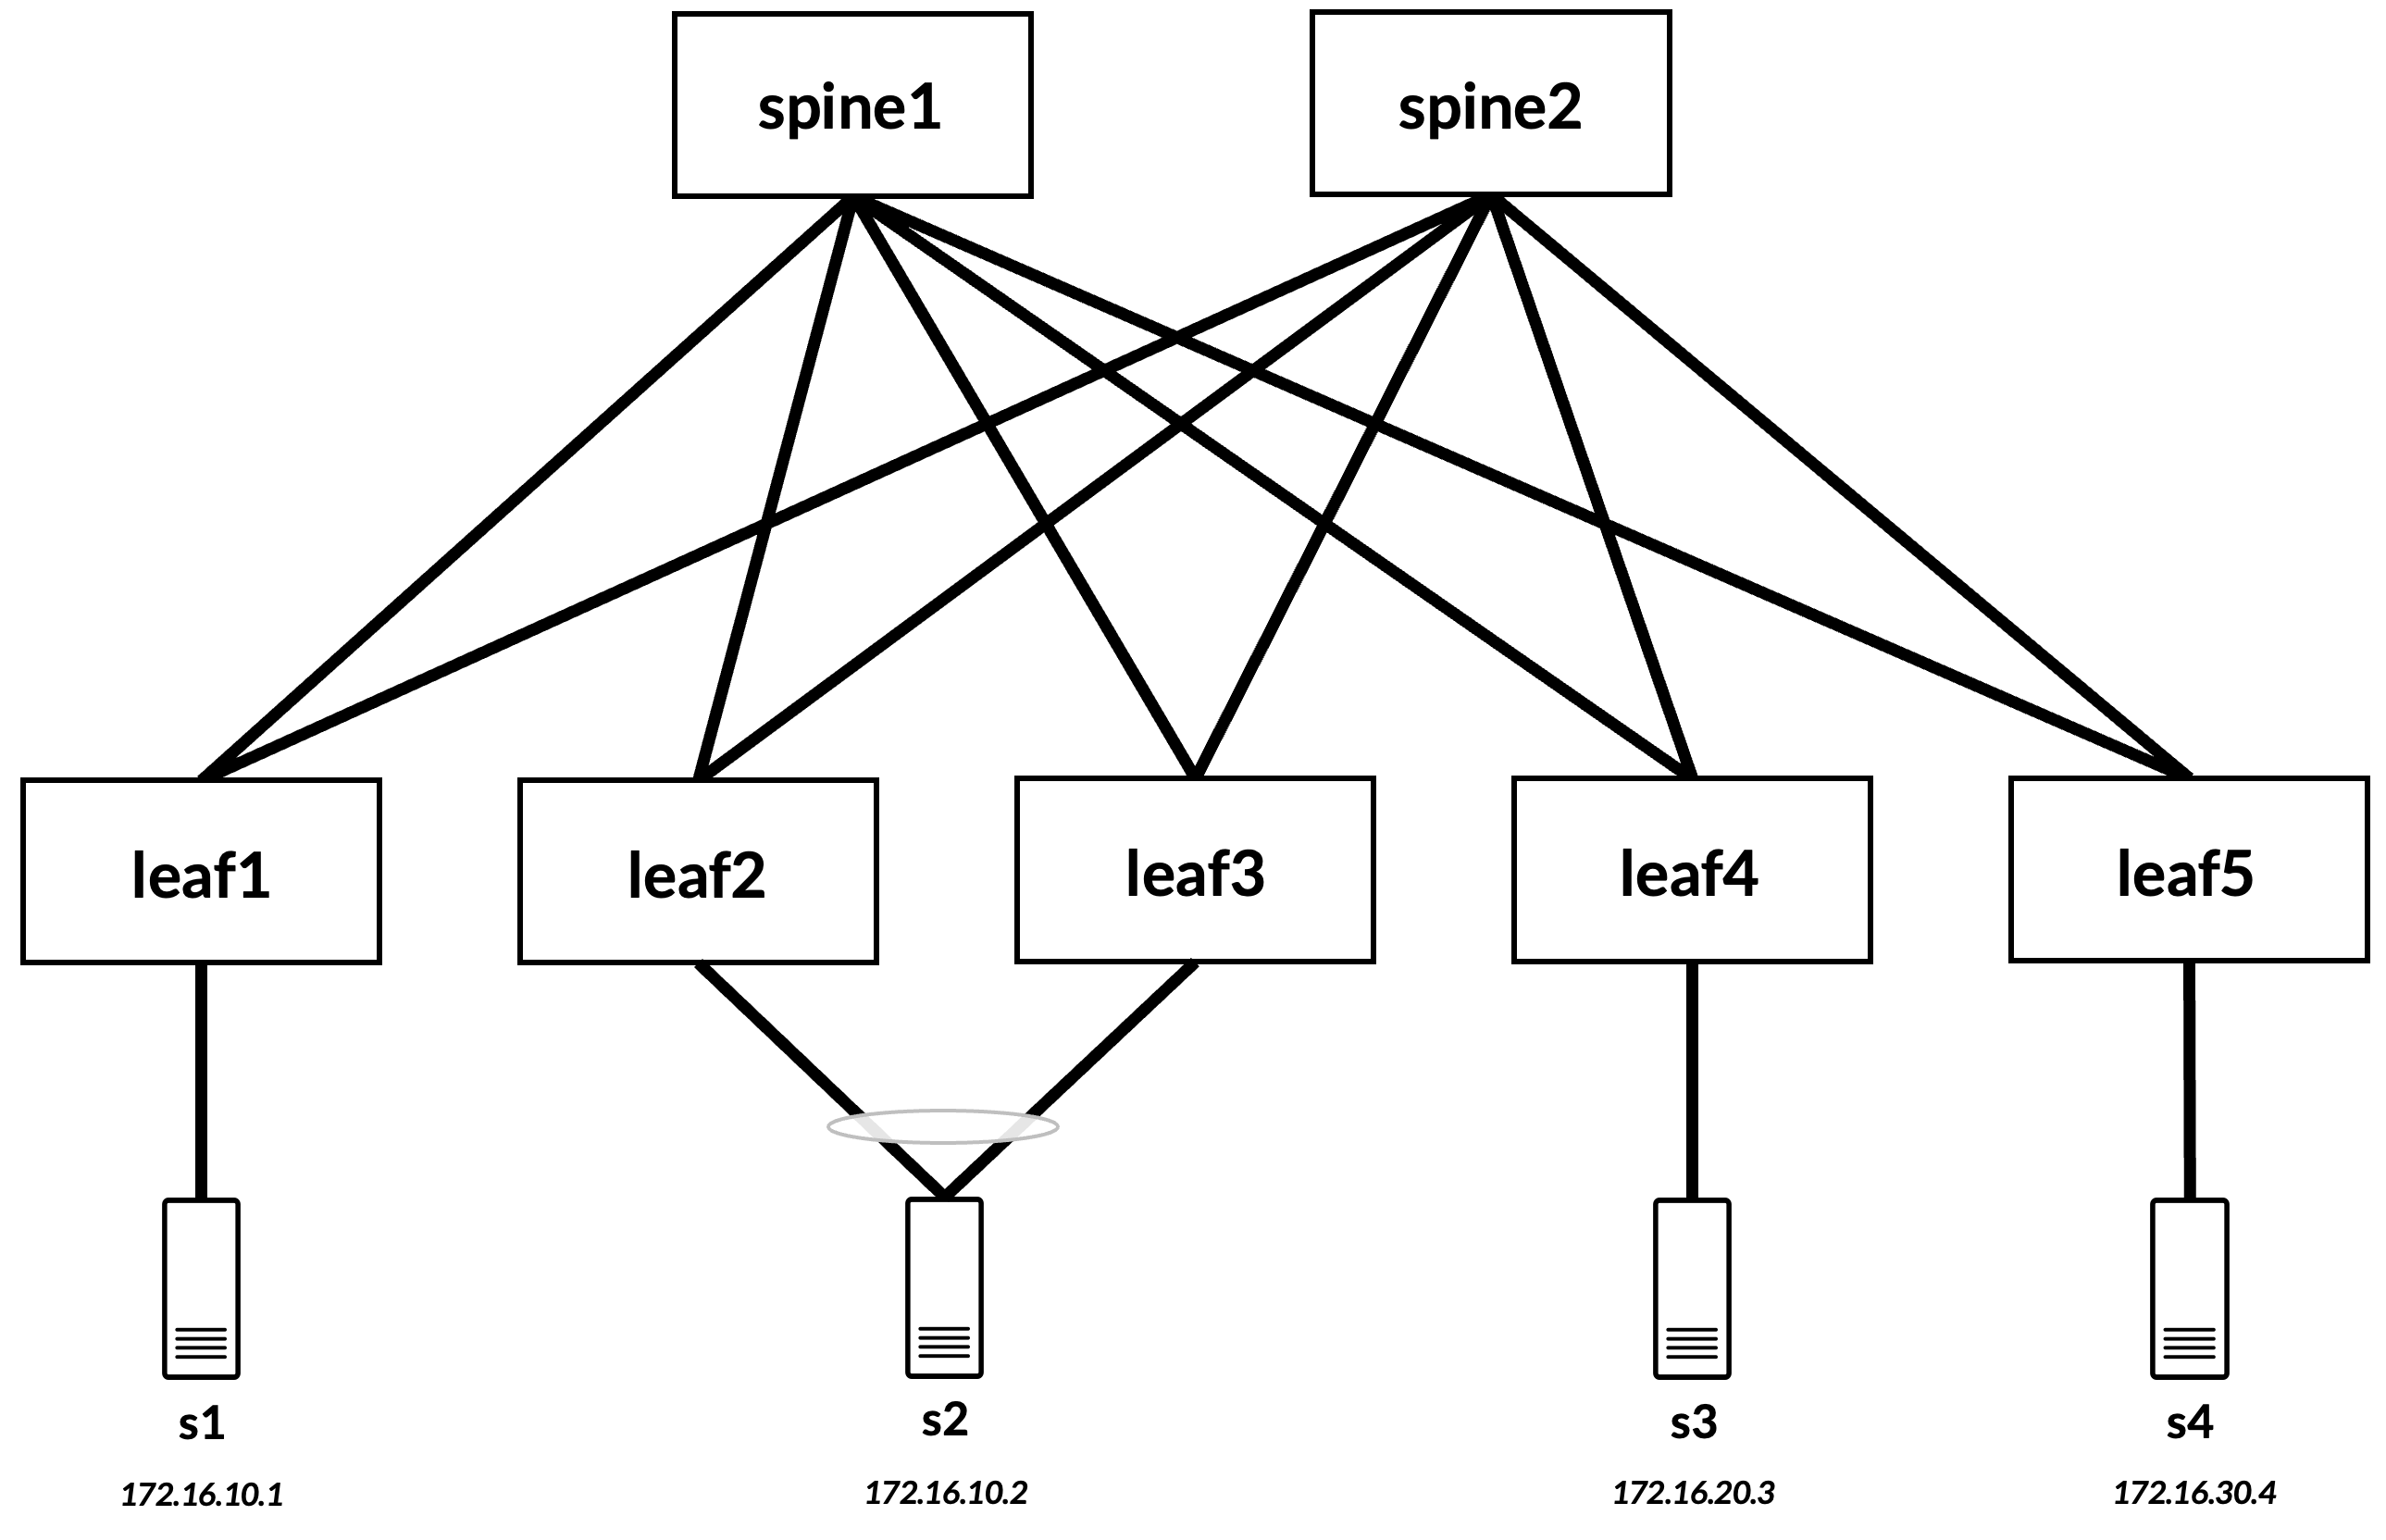 spine1
spine2
leaf1
leaf2
leaf3
leaf4
leaf5
s1
s2
s3
s4
172.16.10.1
172.16.10.2
172.16.20.3
172.16.30.4